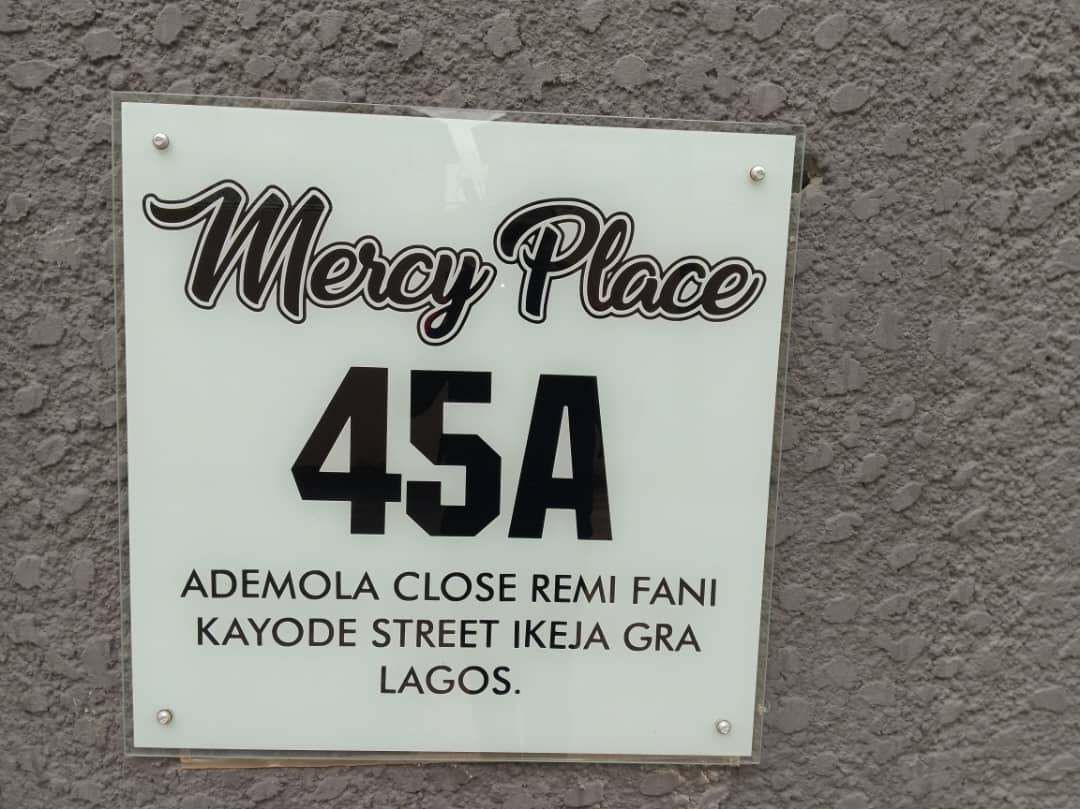 Mercy Place
45A
ADEMOLA CLOSE REMI FANI
KAYODE STREET IKEJA GRA
LAGOS.